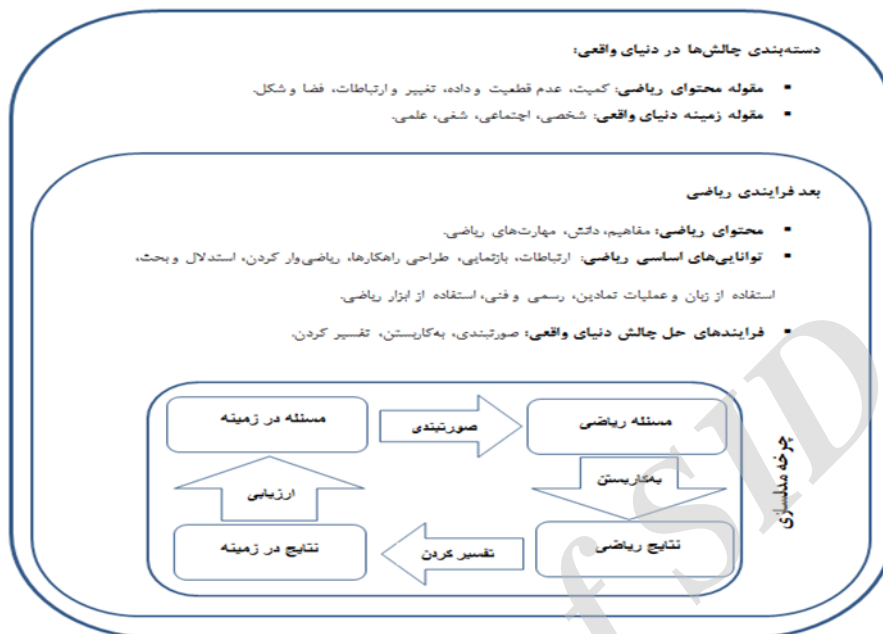 دسته‌بندی چالش‌ها در دنیای واقعی:
▪ مقوله محتوای ریاضی: کمیت، عدم قطعیت و داده، تغییر و ارتباطات، فضا و شکل.
▪ مقوله زمینه دنیای واقعی: شخصی، اجتماعی، شغی، علمی.
بعد فرایندی ریاضی
▪ محتوای ریاضی: مفاهیم، دانش، مهارت‌های ریاضی.
▪ توانایی‌های اساسی ریاضی: ارتباطات، بازنمایی، طراحی راهکارها، ریاضی‌وار کردن، استدلال و بحث،
استفاده از زبان و عملیات نمادین، رسمی و فنی، استفاده از ابزار ریاضی.
▪ فرایندهای حل چالش دنیای واقعی: صورتبندی، به‌کاربستن، تفسیر کردن.
مسئله ریاضی
صورتبندی
مسئله در زمینه
به‌کاربستن
ارزیابی
نتایج ریاضی
تفسیر کردن
نتایج در زمینه
چرخه مدلسازی
f SID